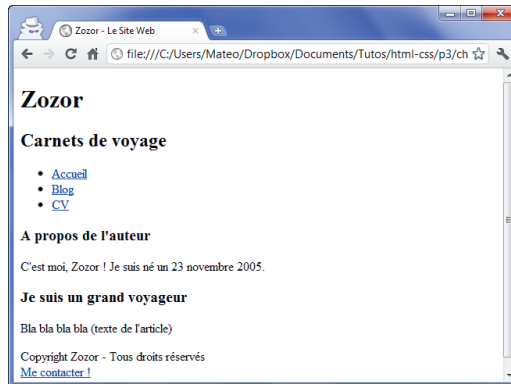 Zozor - Le Site Web
file:///C:/Users/Mateo/Dropbox/Documents/Tutos/html-css/p3/ch
Zozor
Carnets de voyage
Accueil
Blog
CV
A propos de l'auteur
C'est moi, Zozor ! Je suis né un 23 novembre 2005.
Je suis un grand voyageur
Bla bla bla bla (texte de l'article)
Copyright Zozor - Tous droits réservés
Me contacter !